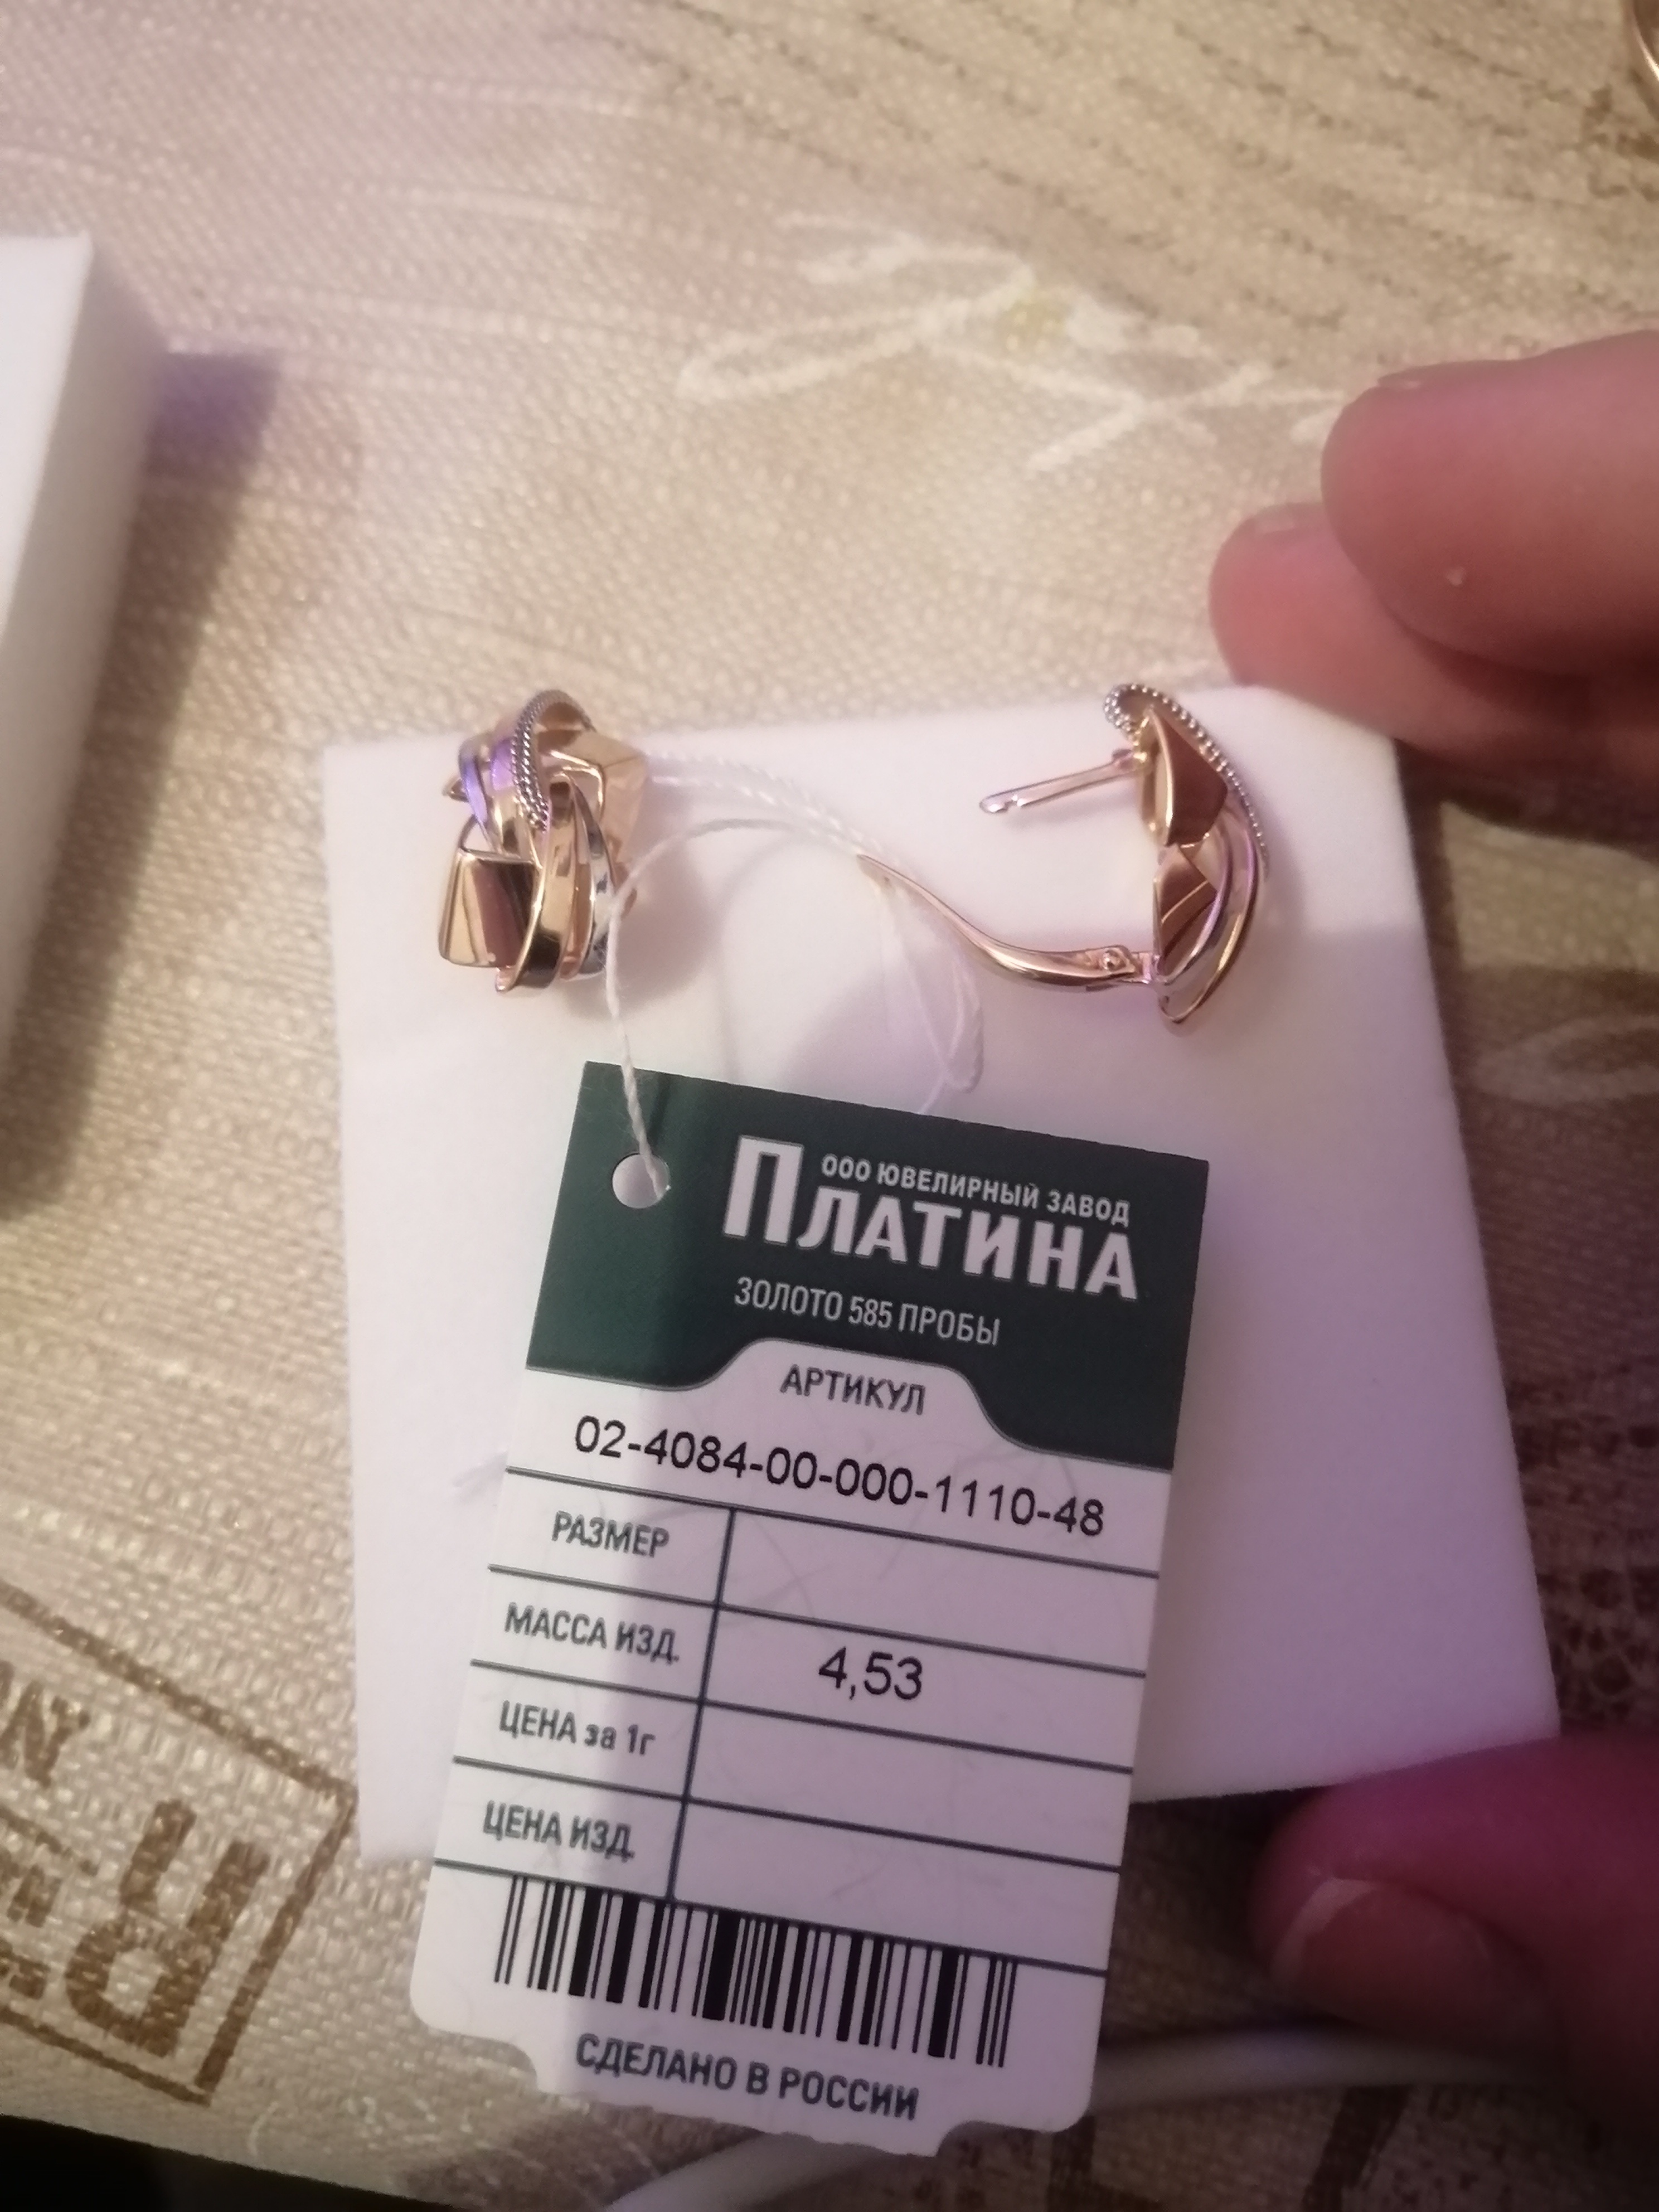 ООО ЮВЕЛИРНЫЙ ЗАВОД
ПЛАТИНА
ЗОЛОТО 585 ПРОБЫ
АРТИКУЛ
02-4084-00-000-1110-48
РАЗМЕР
МАССА ИЗД. 4,53
ЦЕНА за 1г
ЦЕНА ИЗД.
СДЕЛАНО В РОССИИ